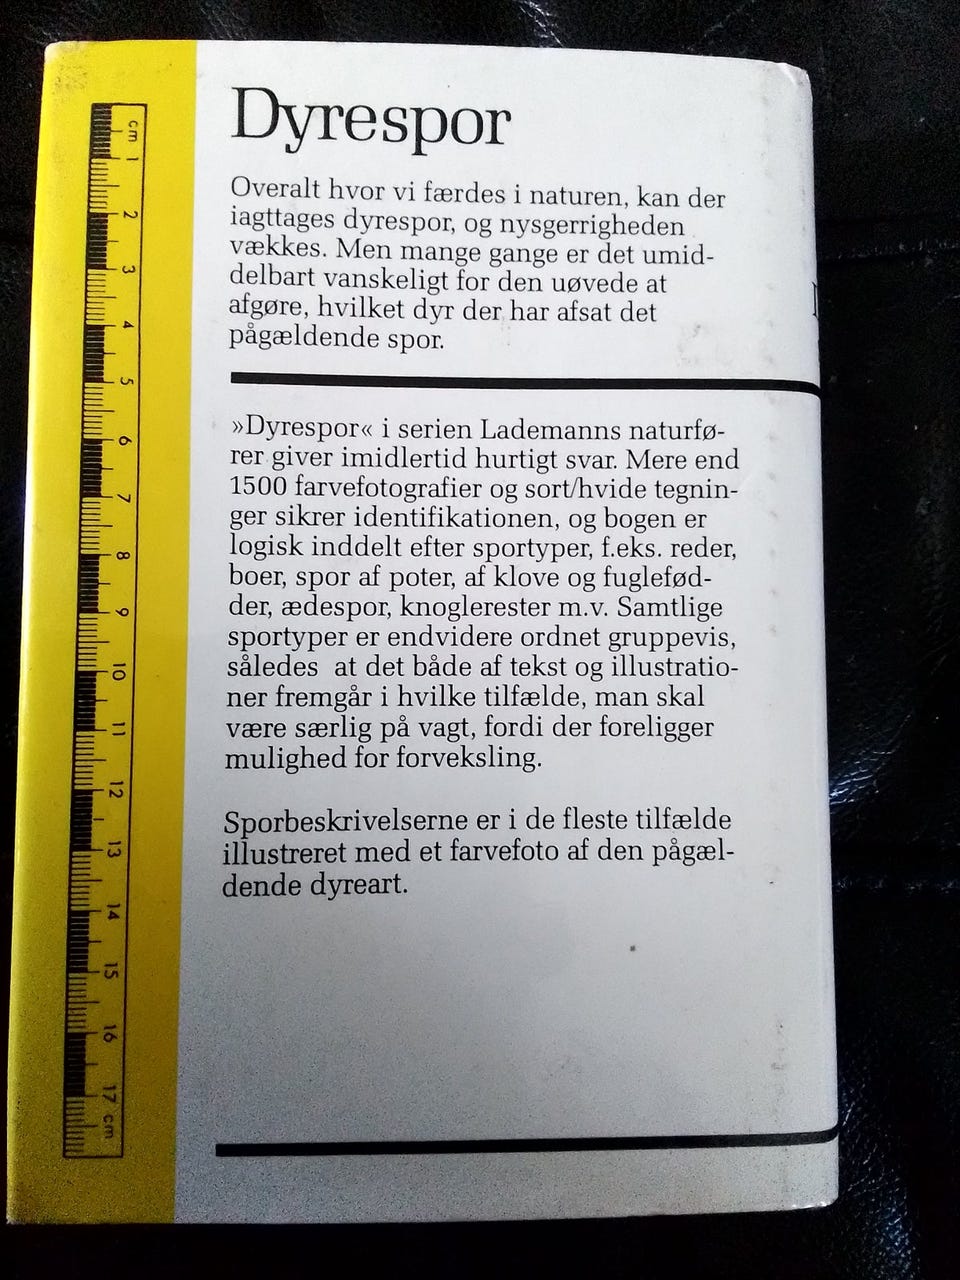 Dyrespor
Overalt hvor vi færdes i naturen, kan der
iagttages dyrespor, og nysgerrigheden
vækkes. Men mange gange er det umid-
delbart vanskeligt for den uøvede at
afgøre, hvilket dyr der har afsat det
pågældende spor.
»Dyrespor« i serien Lademanns naturfø-
rer giver imidlertid hurtigt svar. Mere end
1500 farvefotografier og sort/hvide tegnin-
ger sikrer identifikationen, og bogen er
logisk inddelt efter sportyper, f.eks. reder,
boer, spor af poter, af klove og fuglefød-
der, ædespor, knoglerester m.v. Samtlige
sportyper er endvidere ordnet gruppevis,
således at det både af tekst og illustratio-
ner fremgår i hvilke tilfælde, man skal
være særlig på vagt, fordi der foreligger
mulighed for forveksling.
Sporbeskrivelserne er i de fleste tilfælde
illustreret med et farvefoto af den pågæl-
dende dyreart.
cm 1 2 3 4 5 6 7 8 9 10 11 12 13 14 15 16 17 cm